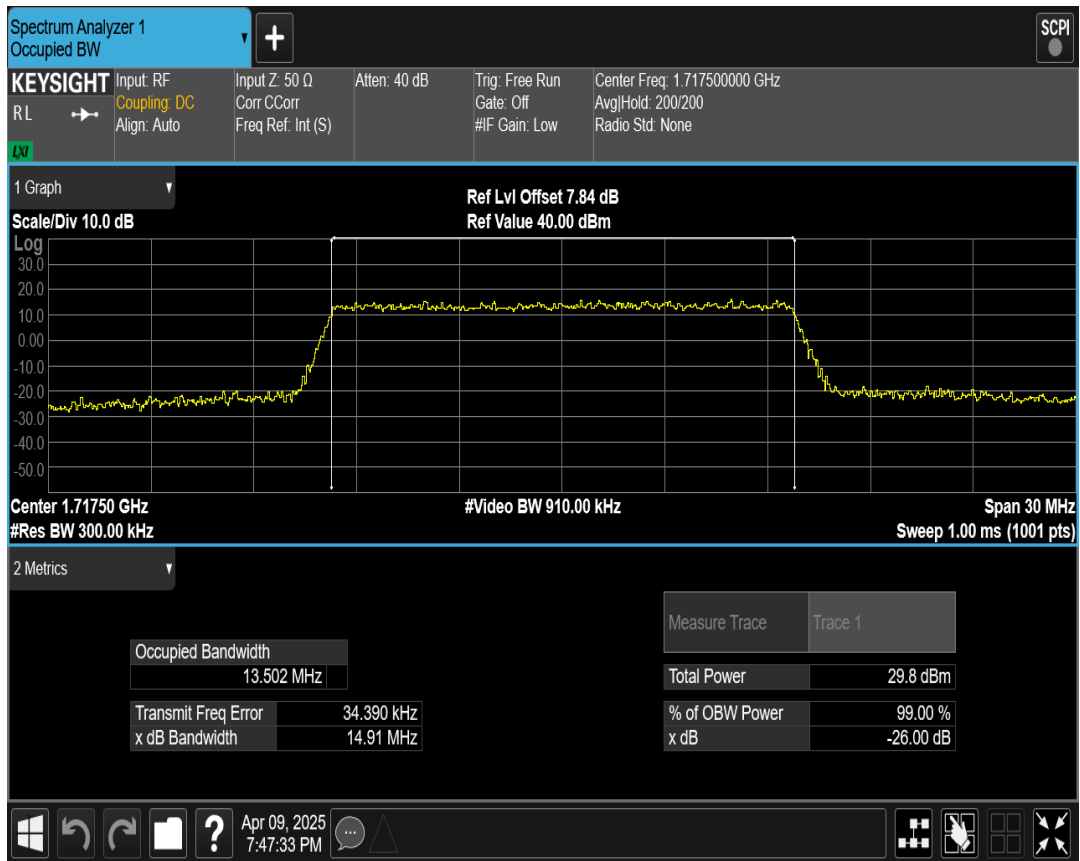 Spectrum Analyzer 1
Occupied BW
+
SCPI
KEYSIGHT
RL
LXI
Input: RF
Coupling: DC
Align: Auto
Input Z: 50 Ω
Corr CCorr
Freq Ref: Int (S)
Atten: 40 dB
Trig: Free Run
Gate: Off
#IF Gain: Low
Center Freq: 1.717500000 GHz
Avg|Hold: 200/200
Radio Std: None
1 Graph
Scale/Div 10.0 dB
Ref Lvl Offset 7.84 dB
Ref Value 40.00 dBm
Log
30.0
20.0
10.0
0.00
-10.0
-20.0
-30.0
-40.0
-50.0
Center 1.71750 GHz
#Res BW 300.00 kHz
#Video BW 910.00 kHz
Span 30 MHz
Sweep 1.00 ms (1001 pts)
2 Metrics
Measure Trace Trace 1
Occupied Bandwidth
13.502 MHz
Total Power 29.8 dBm
Transmit Freq Error 34.390 kHz
% of OBW Power 99.00 %
x dB Bandwidth 14.91 MHz
x dB -26.00 dB
?
Apr 09, 2025
7:47:33 PM